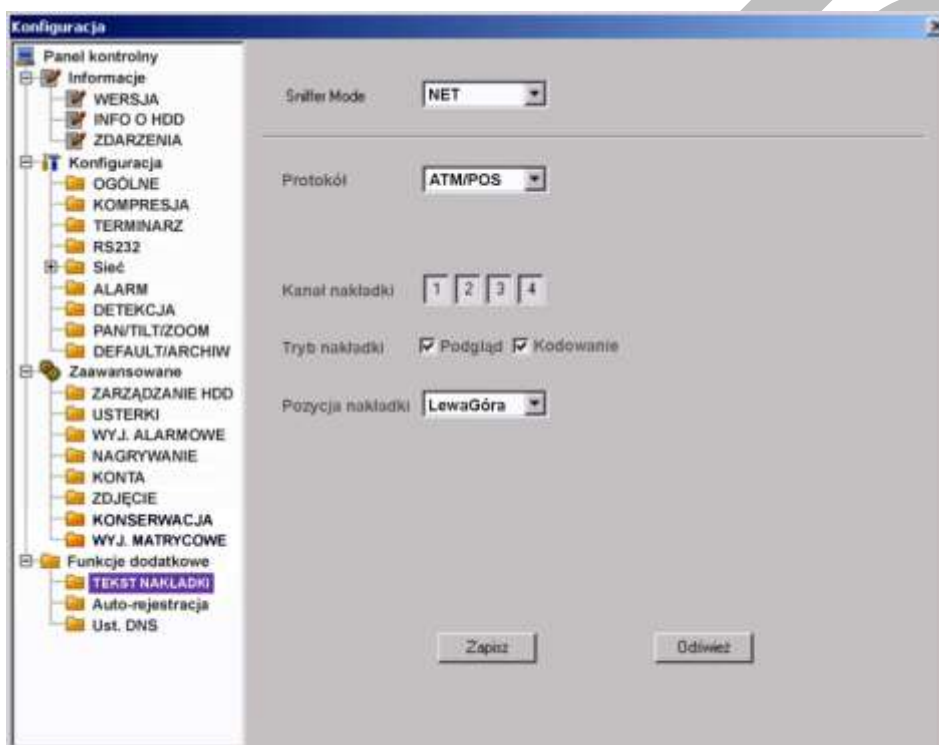 Konfiguracja
Panel kontrolny
Informacje
WERSJA
INFO O HDD
ZDARZENIA
Konfiguracja
OGÓLNE
KOMPRESJA
TERMINARZ
RS232
Sieć
ALARM
DETEKCJA
PAN/TILT/ZOOM
DEFAULT/ARCHIW
Zaawansowane
ZARZĄDZANIE HDD
USTERKI
WYJ. ALARMOWE
NAGRYWANIE
KONTA
ZDJĘCIE
KONSERWACJA
WYJ. MATRYCOWE
Funkcje dodatkowe
TEKST NAKLADKI
Auto-rejestracja
Ust. DNS
Sniffer Mode NET
Protokół ATM/POS
Kanał nakładki 1 2 3 4
Tryb nakładki Podgląd Kodowanie
Pozycja nakładki LewaGóra
Zapisz Odśwież